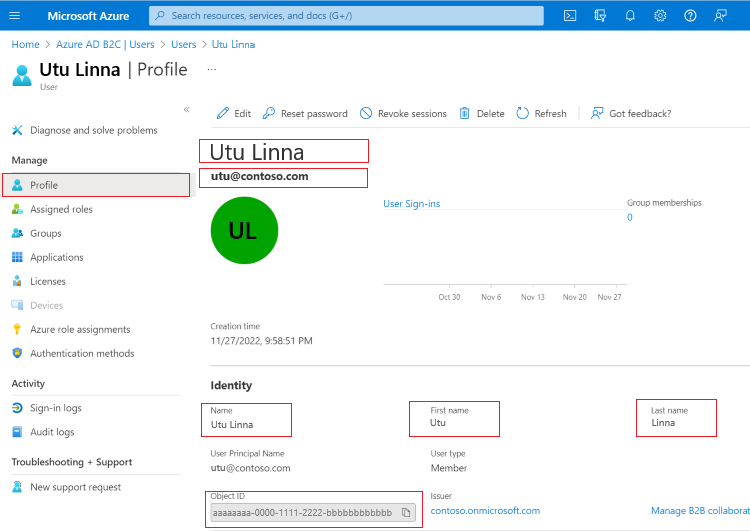 Microsoft Azure
Search resources, services, and docs (G+/)
Home > Azure AD B2C | Users > Users > Utu Linna
Utu Linna | Profile ...
User
«
Edit
Reset password
Revoke sessions
Delete
Refresh
Got feedback?
Diagnose and solve problems
Manage
Profile
Assigned roles
Groups
Applications
Licenses
Devices
Azure role assignments
Authentication methods
Activity
Sign-in logs
Audit logs
Troubleshooting + Support
New support request
Utu Linna
utu@contoso.com
UL
User Sign-ins
Group memberships
0
Oct 30 Nov 6 Nov 13 Nov 20 Nov 27
Creation time
11/27/2022, 9:58:51 PM
Identity
Name
Utu Linna
First name
Utu
Last name
Linna
User Principal Name
utu@contoso.com
User type
Member
Object ID
aaaaaaaa-0000-1111-2222-bbbbbbbbbbbb
Issuer
contoso.onmicrosoft.com
Manage B2B collaborat